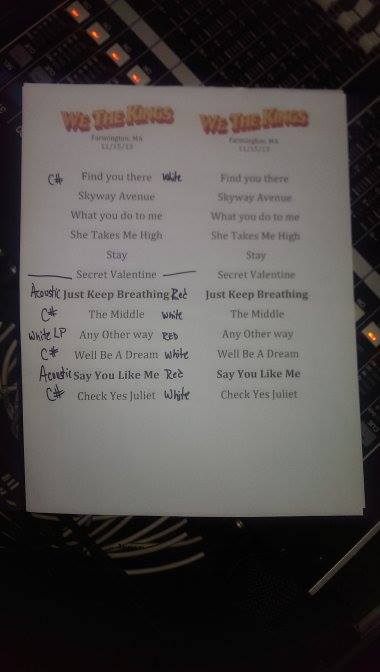 WE THE KINGS WE THE KINGS
Farmington, MA Farmington, MA
11/15/13 11/15/13
C# Find you there White Find you there
Skyway Avenue Skyway Avenue
What you do to me What you do to me
She Takes Me High She Takes Me High
Stay Stay
Secret Valentine Secret Valentine
Acoustic Just Keep Breathing Red Just Keep Breathing
C# The Middle White The Middle
White LP Any Other way RED Any Other way
C# Well Be A Dream White Well Be A Dream
Acoustic Say You Like Me Red Say You Like Me
C# Check Yes Juliet White Check Yes Juliet